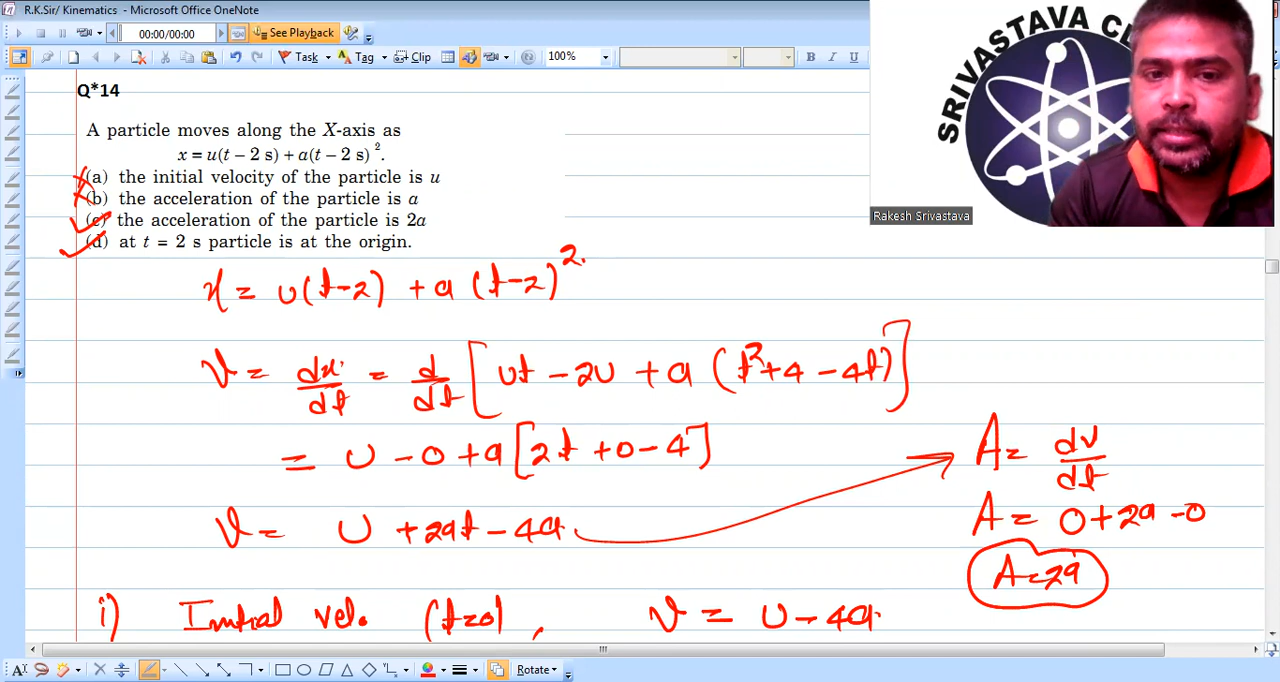 R.K.Sir/ Kinematics - Microsoft Office OneNote
00:00/00:00 See Playback
Task Tag Clip 100% B I U
Q*14
SRIVASTAVA CL
A particle moves along the X-axis as
x = u(t – 2 s) + a(t – 2 s)².
(a) the initial velocity of the particle is u
(b) the acceleration of the particle is a
(c) the acceleration of the particle is 2a
(d) at t = 2 s particle is at the origin.
Rakesh Srivastava
x = u(t-2) + a (t-2)².
v = dx/dt = d/dt [ut - 2u + a (t² + 4 - 4t)]
= u - 0 + a [2t + 0 - 4]
v = u + 2at - 4a
A = dv/dt
A = 0 + 2a - 0
A = 2a
i) Initial vel. (t=0), v = u - 4a
A Rotate